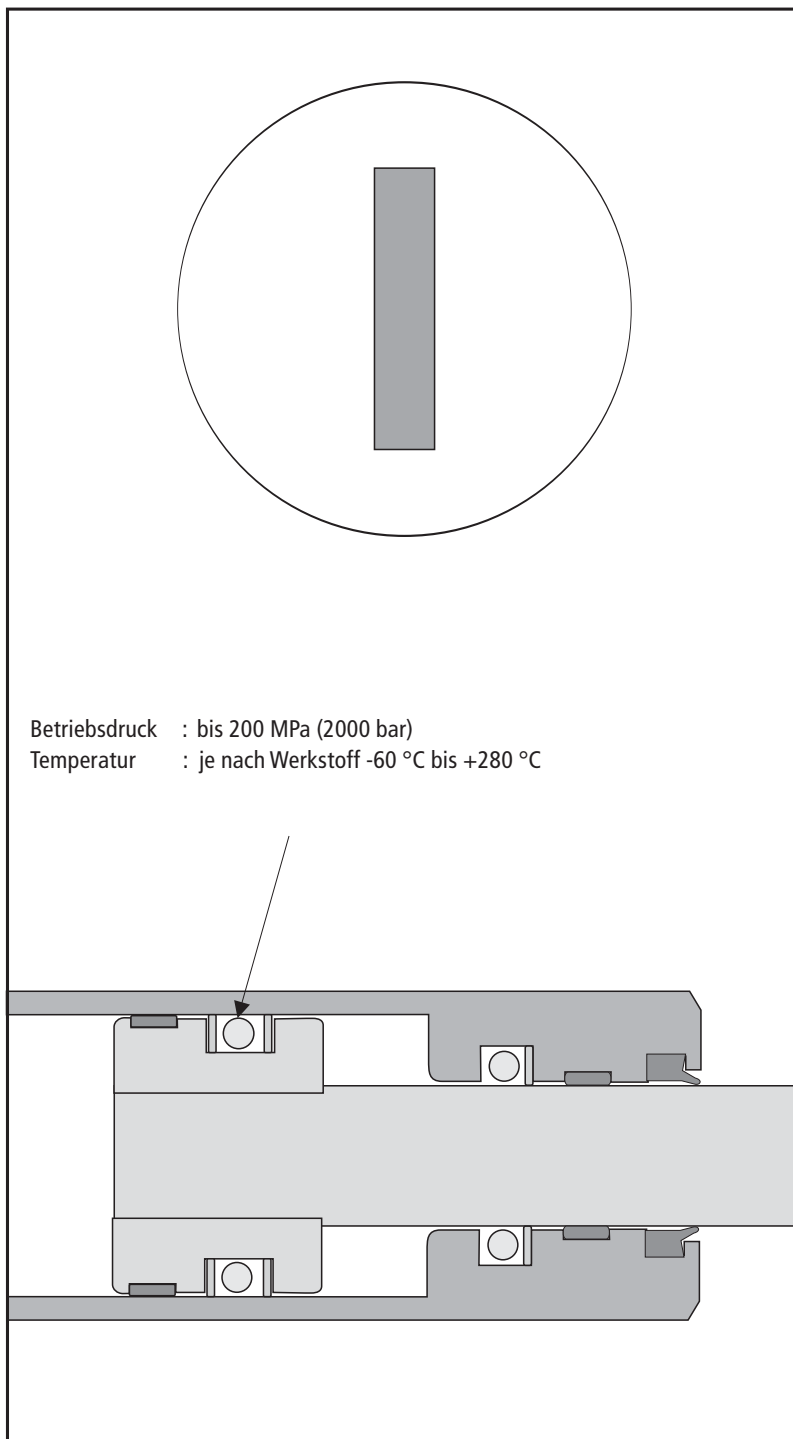 Betriebsdruck : bis 200 MPa (2000 bar)
Temperatur : je nach Werkstoff -60 °C bis +280 °C